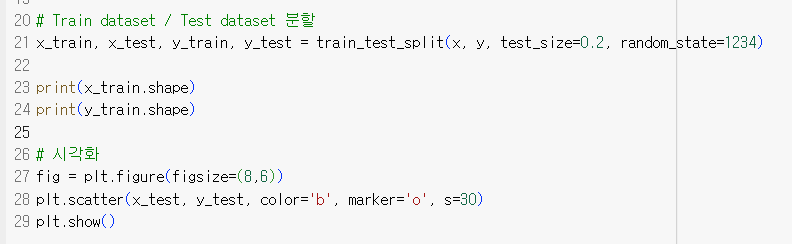 20 # Train dataset / Test dataset 분할
21 x_train, x_test, y_train, y_test = train_test_split(x, y, test_size=0.2, random_state=1234)
22
23 print(x_train.shape)
24 print(y_train.shape)
25
26 # 시각화
27 fig = plt.figure(figsize=(8,6))
28 plt.scatter(x_test, y_test, color='b', marker='o', s=30)
29 plt.show()